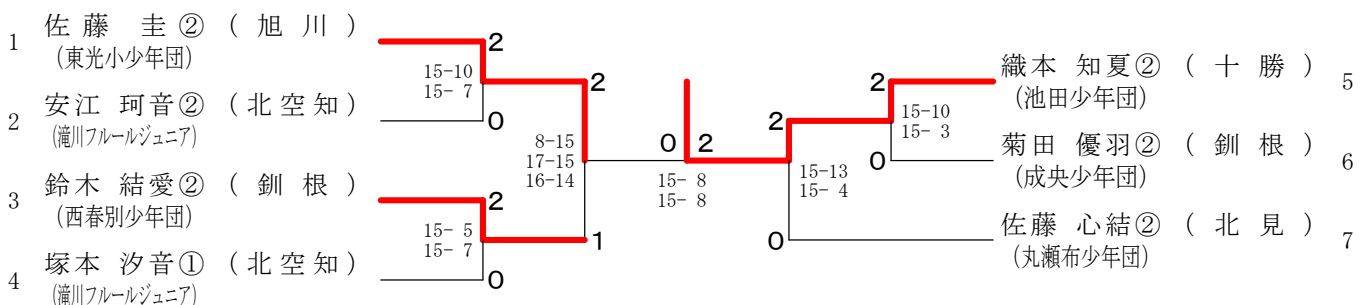 1 佐藤 圭② (旭川)
(東光小少年団)
2 安江 珂音② (北空知)
(滝川フルールジュニア)
3 鈴木 結愛② (釧根)
(西春別少年団)
4 塚本 汐音① (北空知)
(滝川フルールジュニア)
2
15-10
15- 7
0
2
15- 5
15- 7
0
2
8-15
17-15
16-14
1
0 2
15- 8
15- 8
2
15-13
15- 4
0
2
15-10
15- 3
0
織本 知夏② (十勝) 5
(池田少年団)
菊田 優羽② (釧根) 6
(成央少年団)
佐藤 心結② (北見) 7
(丸瀬布少年団)